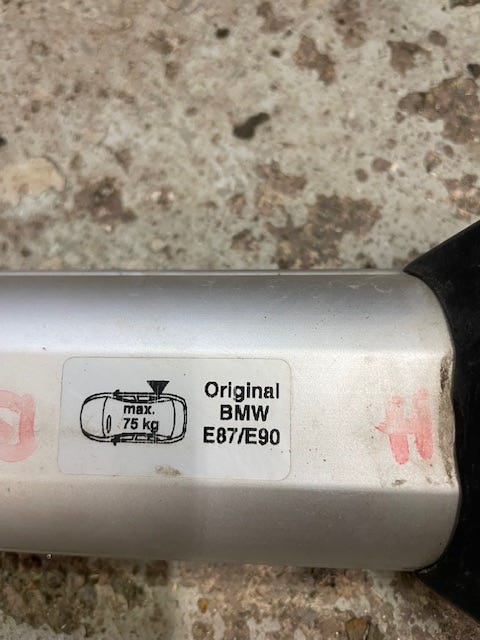 max.
75 kg
Original
BMW
E87/E90
H